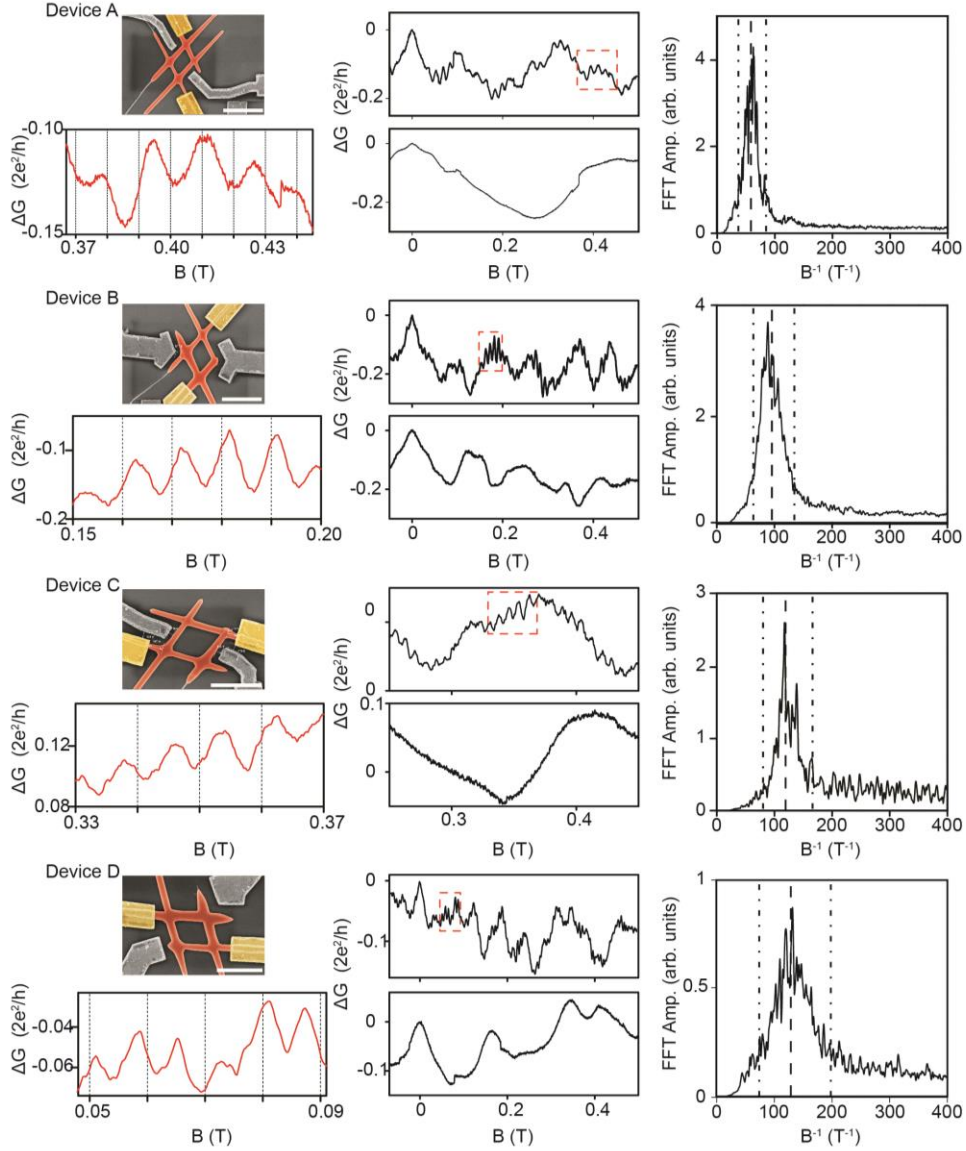 Device A
ΔG (2e²/h)
-0.10
-0.15
0.37
0.40
0.43
B (T)
ΔG (2e²/h)
0
-0.2
0
-0.2
0
0.2
0.4
B (T)
FFT Amp. (arb. units)
4
2
0
0
100
200
300
400
B⁻¹ (T⁻¹)
Device B
ΔG (2e²/h)
-0.1
-0.2
0.15
0.20
B (T)
ΔG (2e²/h)
0
-0.2
0
-0.2
0
0.2
0.4
B (T)
FFT Amp. (arb. units)
4
2
0
0
100
200
300
400
B⁻¹ (T⁻¹)
Device C
ΔG (2e²/h)
0.12
0.08
0.33
0.37
B (T)
ΔG (2e²/h)
0
0
0.1
0
0.3
0.4
B (T)
FFT Amp. (arb. units)
3
2
1
0
0
100
200
300
400
B⁻¹ (T⁻¹)
Device D
ΔG (2e²/h)
-0.04
-0.06
0.05
0.09
B (T)
ΔG (2e²/h)
0
-0.1
0
-0.1
0
0.2
0.4
B (T)
FFT Amp. (arb. units)
1
0.5
0
0
100
200
300
400
B⁻¹ (T⁻¹)